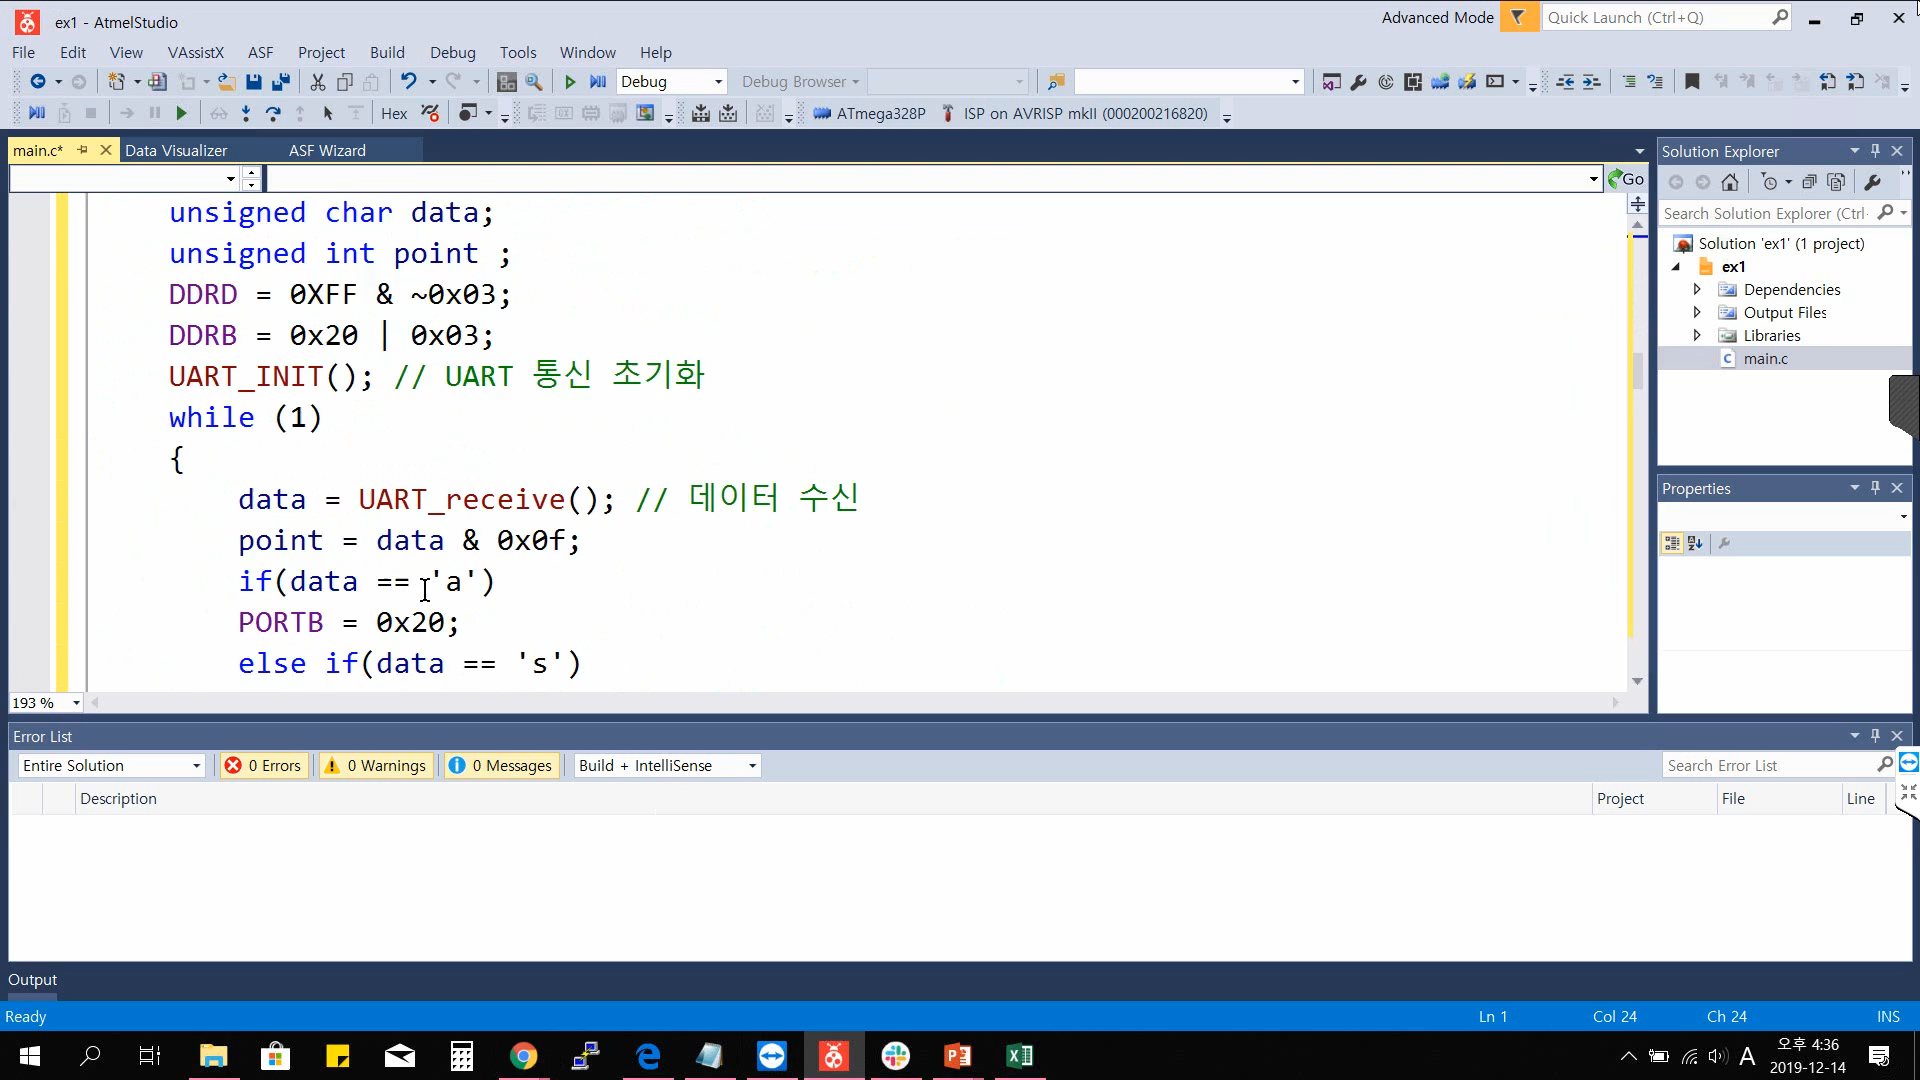 ex1 - AtmelStudio
Advanced Mode
Quick Launch (Ctrl+Q)
File Edit View VAssistX ASF Project Build Debug Tools Window Help
Debug
Debug Browser
Hex
ATmega328P
ISP on AVRISP mkII (000200216820)
main.c*
Data Visualizer
ASF Wizard
Go
unsigned char data;
unsigned int point ;
DDRD = 0XFF & ~0x03;
DDRB = 0x20 | 0x03;
UART_INIT(); // UART 통신 초기화
while (1)
{
data = UART_receive(); // 데이터 수신
point = data & 0x0f;
if(data == 'a')
PORTB = 0x20;
else if(data == 's')
193 %
Solution Explorer
Search Solution Explorer (Ctrl
Solution 'ex1' (1 project)
ex1
Dependencies
Output Files
Libraries
main.c
Properties
Error List
Entire Solution
0 Errors
0 Warnings
0 Messages
Build + IntelliSense
Search Error List
Description
Project
File
Line
Output
Ready
Ln 1
Col 24
Ch 24
INS
A
오후 4:36
2019-12-14